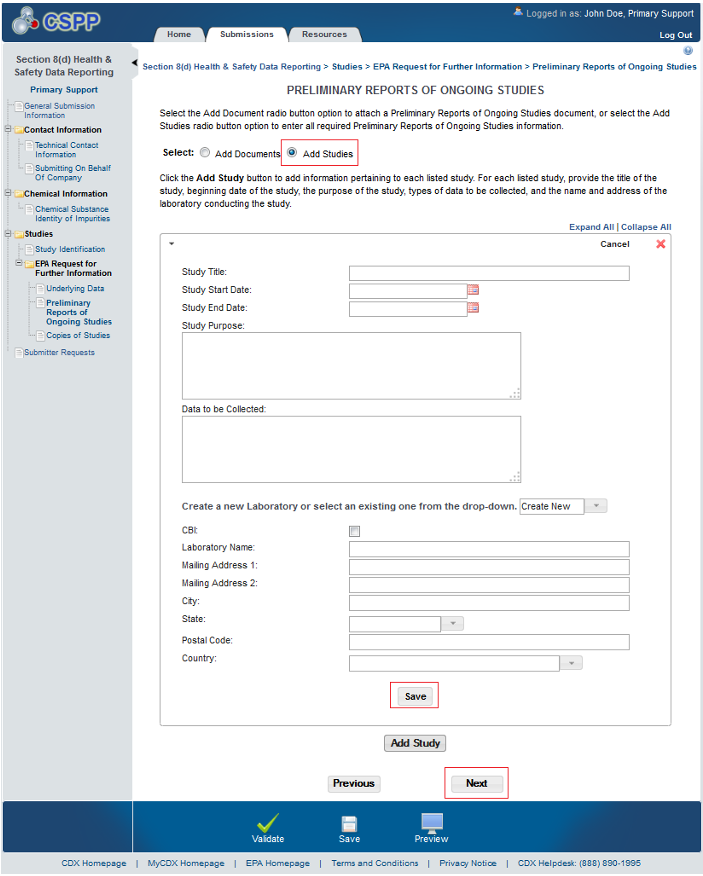 CSPP
Logged in as: John Doe, Primary Support
Home
Submissions
Resources
Log Out
Section 8(d) Health &
Safety Data Reporting
Primary Support
General Submission
Information
Contact Information
Technical Contact
Information
Submitting On Behalf
Of Company
Chemical Information
Chemical Substance
Identity of Impurities
Studies
Study Identification
EPA Request for
Further Information
Underlying Data
Preliminary
Reports of
Ongoing Studies
Copies of Studies
Submitter Requests
Section 8(d) Health & Safety Data Reporting > Studies > EPA Request for Further Information > Preliminary Reports of Ongoing Studies
PRELIMINARY REPORTS OF ONGOING STUDIES
Select the Add Document radio button option to attach a Preliminary Reports of Ongoing Studies document, or select the Add
Studies radio button option to enter all required Preliminary Reports of Ongoing Studies information.
Select: Add Documents Add Studies
Click the Add Study button to add information pertaining to each listed study. For each listed study, provide the title of the
study, beginning date of the study, the purpose of the study, types of data to be collected, and the name and address of the
laboratory conducting the study.
Expand All | Collapse All
Cancel
Study Title:
Study Start Date:
Study End Date:
Study Purpose:
Data to be Collected:
Create a new Laboratory or select an existing one from the drop-down. Create New
CBI:
Laboratory Name:
Mailing Address 1:
Mailing Address 2:
City:
State:
Postal Code:
Country:
Save
Add Study
Previous
Next
Validate
Save
Preview
CDX Homepage | MyCDX Homepage | EPA Homepage | Terms and Conditions | Privacy Notice | CDX Helpdesk: (888) 890-1995